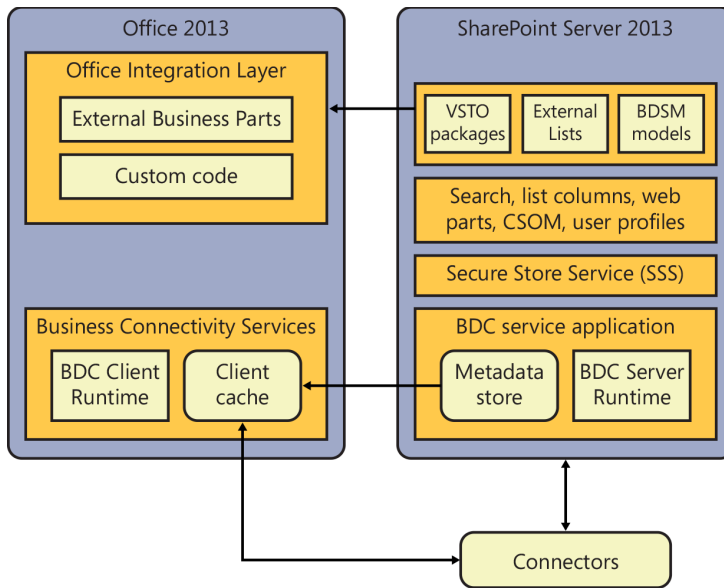 Office 2013
Office Integration Layer
External Business Parts
Custom code
Business Connectivity Services
BDC Client
Runtime
Client
cache
SharePoint Server 2013
VSTO
packages
External
Lists
BDSM
models
Search, list columns, web
parts, CSOM, user profiles
Secure Store Service (SSS)
BDC service application
Metadata
store
BDC Server
Runtime
Connectors